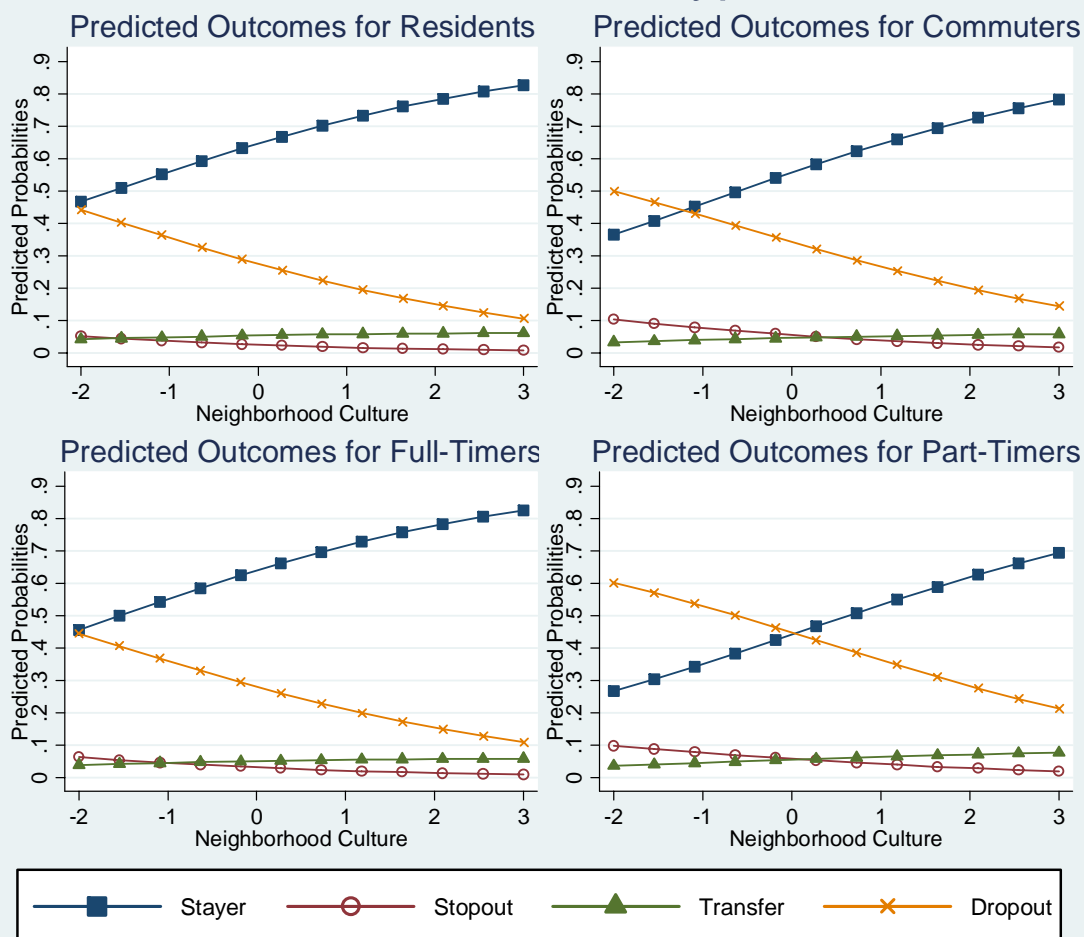 Predicted Outcomes for Residents
Predicted Probabilities
0 .1 .2 .3 .4 .5 .6 .7 .8 .9
-2 -1 0 1 2 3
Neighborhood Culture
Predicted Outcomes for Commuters
Predicted Probabilities
0 .1 .2 .3 .4 .5 .6 .7 .8 .9
-2 -1 0 1 2 3
Neighborhood Culture
Predicted Outcomes for Full-Timers
Predicted Probabilities
0 .1 .2 .3 .4 .5 .6 .7 .8 .9
-2 -1 0 1 2 3
Neighborhood Culture
Predicted Outcomes for Part-Timers
Predicted Probabilities
0 .1 .2 .3 .4 .5 .6 .7 .8 .9
-2 -1 0 1 2 3
Neighborhood Culture
Stayer Stopout Transfer Dropout